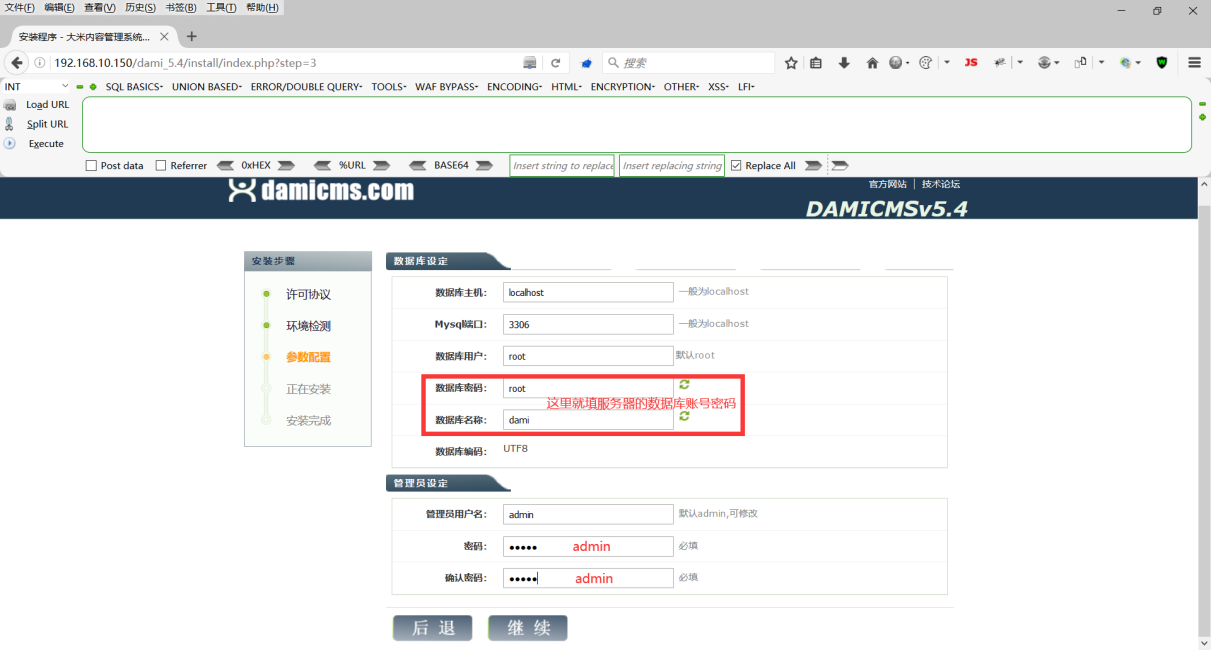 文件(F) 编辑(E) 查看(V) 历史(S) 书签(B) 工具(T) 帮助(H)
安装程序 - 大米内容管理系统...
192.168.10.150/dami_5.4/install/index.php?step=3
搜索
JS
INT
SQL BASICS
UNION BASED
ERROR/DOUBLE QUERY
TOOLS
WAF BYPASS
ENCODING
HTML
ENCRYPTION
OTHER
XSS
LFI
Load URL
Split URL
Execute
Post data
Referrer
0xHEX
%URL
BASE64
Insert string to replace
Insert replacing string
Replace All
damicms.com
官方网站 | 技术论坛
DAMICMSv5.4
安装步骤
许可协议
环境检测
参数配置
正在安装
安装完成
数据库设定
数据库主机: localhost 一般为localhost
Mysql端口: 3306 一般为localhost
数据库用户: root 默认root
数据库密码: root
这里就填服务器的数据库账号密码
数据库名称: dami
数据库编码: UTF8
管理员设定
管理员用户名: admin 默认admin,可修改
密码: ●●●●● admin 必填
确认密码: ●●●●● admin 必填
后 退
继 续